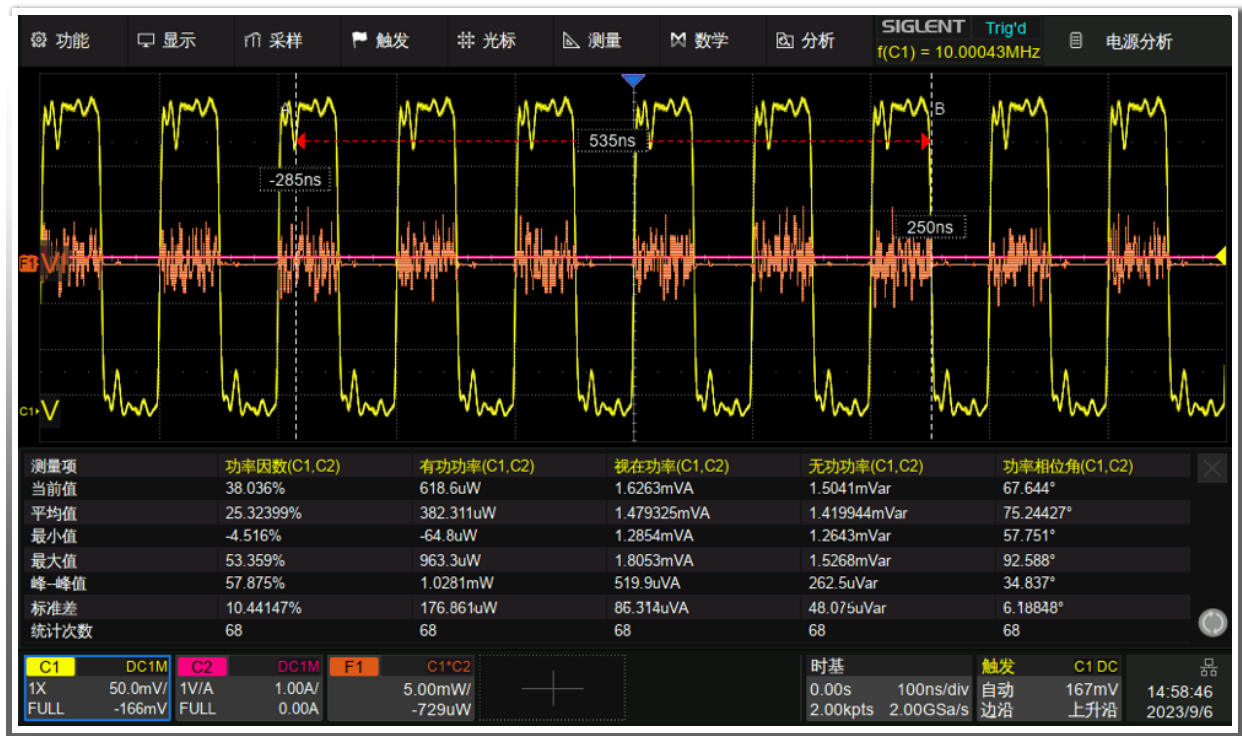 功能 显示 采样 触发 光标 测量 数学 分析 SIGLENT Trig'd 电源分析
f(C1) = 10.00043MHz
A B
535ns
-285ns
250ns
F1 V/
C1 V
测量项 功率因数(C1,C2) 有功功率(C1,C2) 视在功率(C1,C2) 无功功率(C1,C2) 功率相位角(C1,C2)
当前值 38.036% 618.6uW 1.6263mVA 1.5041mVar 67.644°
平均值 25.32399% 382.311uW 1.479325mVA 1.419944mVar 75.24427°
最小值 -4.516% -64.8uW 1.2854mVA 1.2643mVar 57.751°
最大值 53.359% 963.3uW 1.8053mVA 1.5268mVar 92.588°
峰--峰值 57.875% 1.0281mW 519.9uVA 262.5uVar 34.837°
标准差 10.44147% 176.861uW 86.314uVA 48.075uVar 6.18848°
统计次数 68 68 68 68 68
C1 DC1M C2 DC1M F1 C1*C2 时基 触发 C1 DC
1X 50.0mV/ 1V/A 1.00A/ 5.00mW/ 0.00s 100ns/div 自动 167mV 14:58:46
FULL -166mV FULL 0.00A -729uW 2.00kpts 2.00GSa/s 边沿 上升沿 2023/9/6